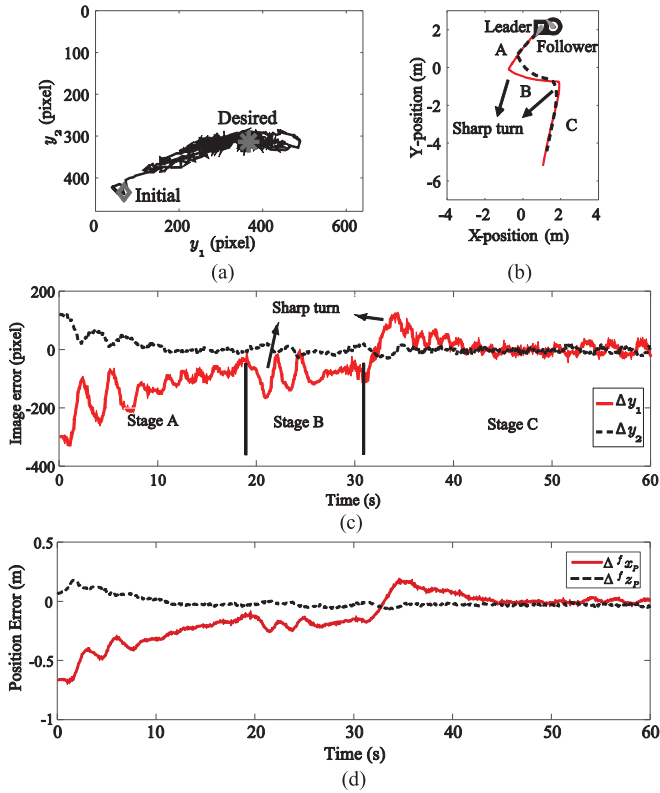 0
100
200
300
400
y₂ (pixel)
Desired
Initial
0 200 400 600
y₁ (pixel)
(a)
4
2
0
-2
-4
-6
Y-position (m)
Leader
Follower
A
B
C
Sharp turn
-4 -2 0 2 4
X-position (m)
(b)
200
0
-200
-400
Image error (pixel)
Sharp turn
Stage A
Stage B
Stage C
Δy₁
Δy₂
0 10 20 30 40 50 60
Time (s)
(c)
0.5
0
-0.5
-1
Position Error (m)
Δ ᶠx_P
Δ ᶠz_P
0 10 20 30 40 50 60
Time (s)
(d)